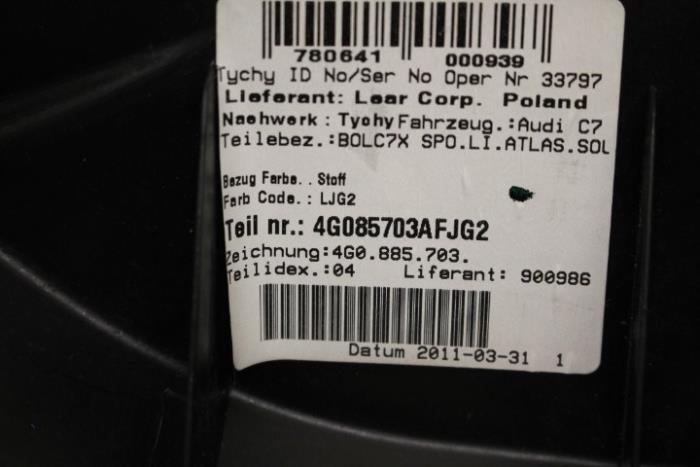 780641 000939
Tychy ID No/Ser No Oper Nr 33797
Lieferant: Lear Corp. Poland
Naehwerk : Tychy Fahrzeug.:Audi C7
Teilebez.:BOLC7X SPO.LI.ATLAS.SOL
Bezug Farbe.. Stoff
Farb Code.: LJG2
Teil nr.: 4G085703AFJG2
Zeichnung:4G0.885.703.
Teilidex.:04 Liferant: 900986
Datum 2011-03-31 1